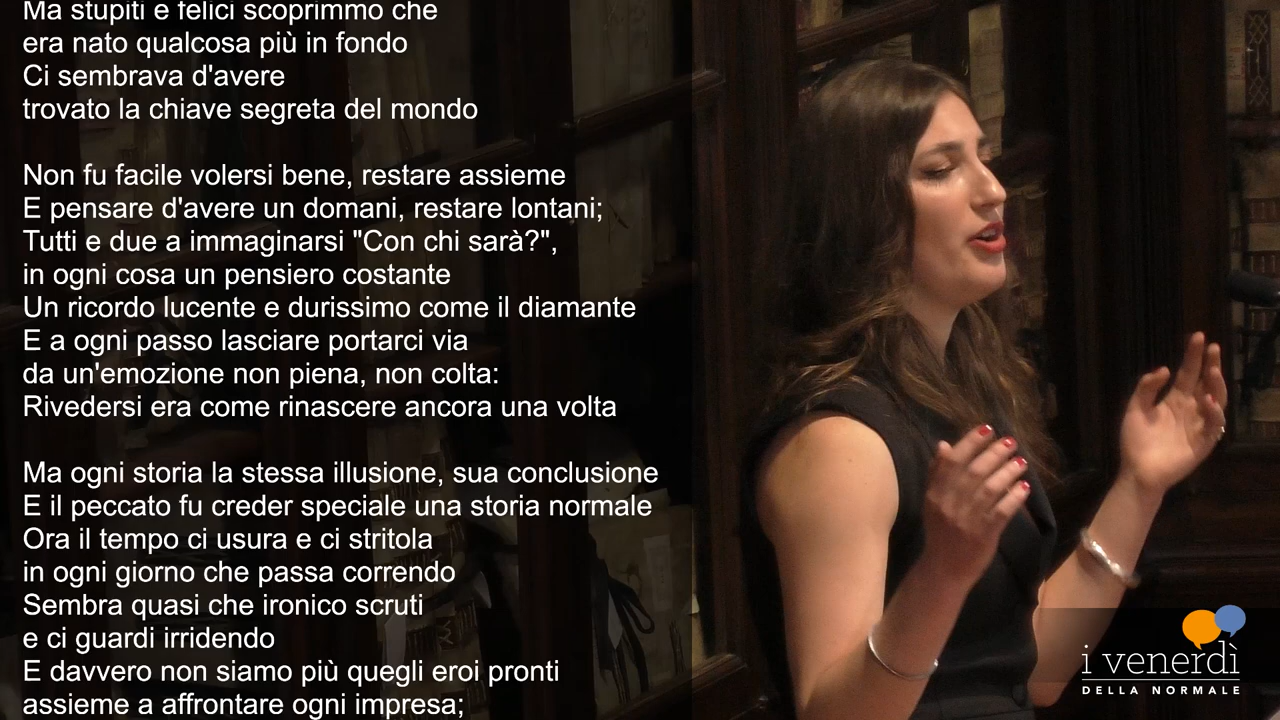 Ma stupiti e felici scoprimmo che
era nato qualcosa più in fondo
Ci sembrava d'avere
trovato la chiave segreta del mondo
Non fu facile volersi bene, restare assieme
E pensare d'avere un domani, restare lontani;
Tutti e due a immaginarsi "Con chi sarà?",
in ogni cosa un pensiero costante
Un ricordo lucente e durissimo come il diamante
E a ogni passo lasciare portarci via
da un'emozione non piena, non colta:
Rivedersi era come rinascere ancora una volta
Ma ogni storia la stessa illusione, sua conclusione
E il peccato fu creder speciale una storia normale
Ora il tempo ci usura e ci stritola
in ogni giorno che passa correndo
Sembra quasi che ironico scruti
e ci guardi irridendo
E davvero non siamo più quegli eroi pronti
assieme a affrontare ogni impresa;
i venerdì
DELLA NORMALE